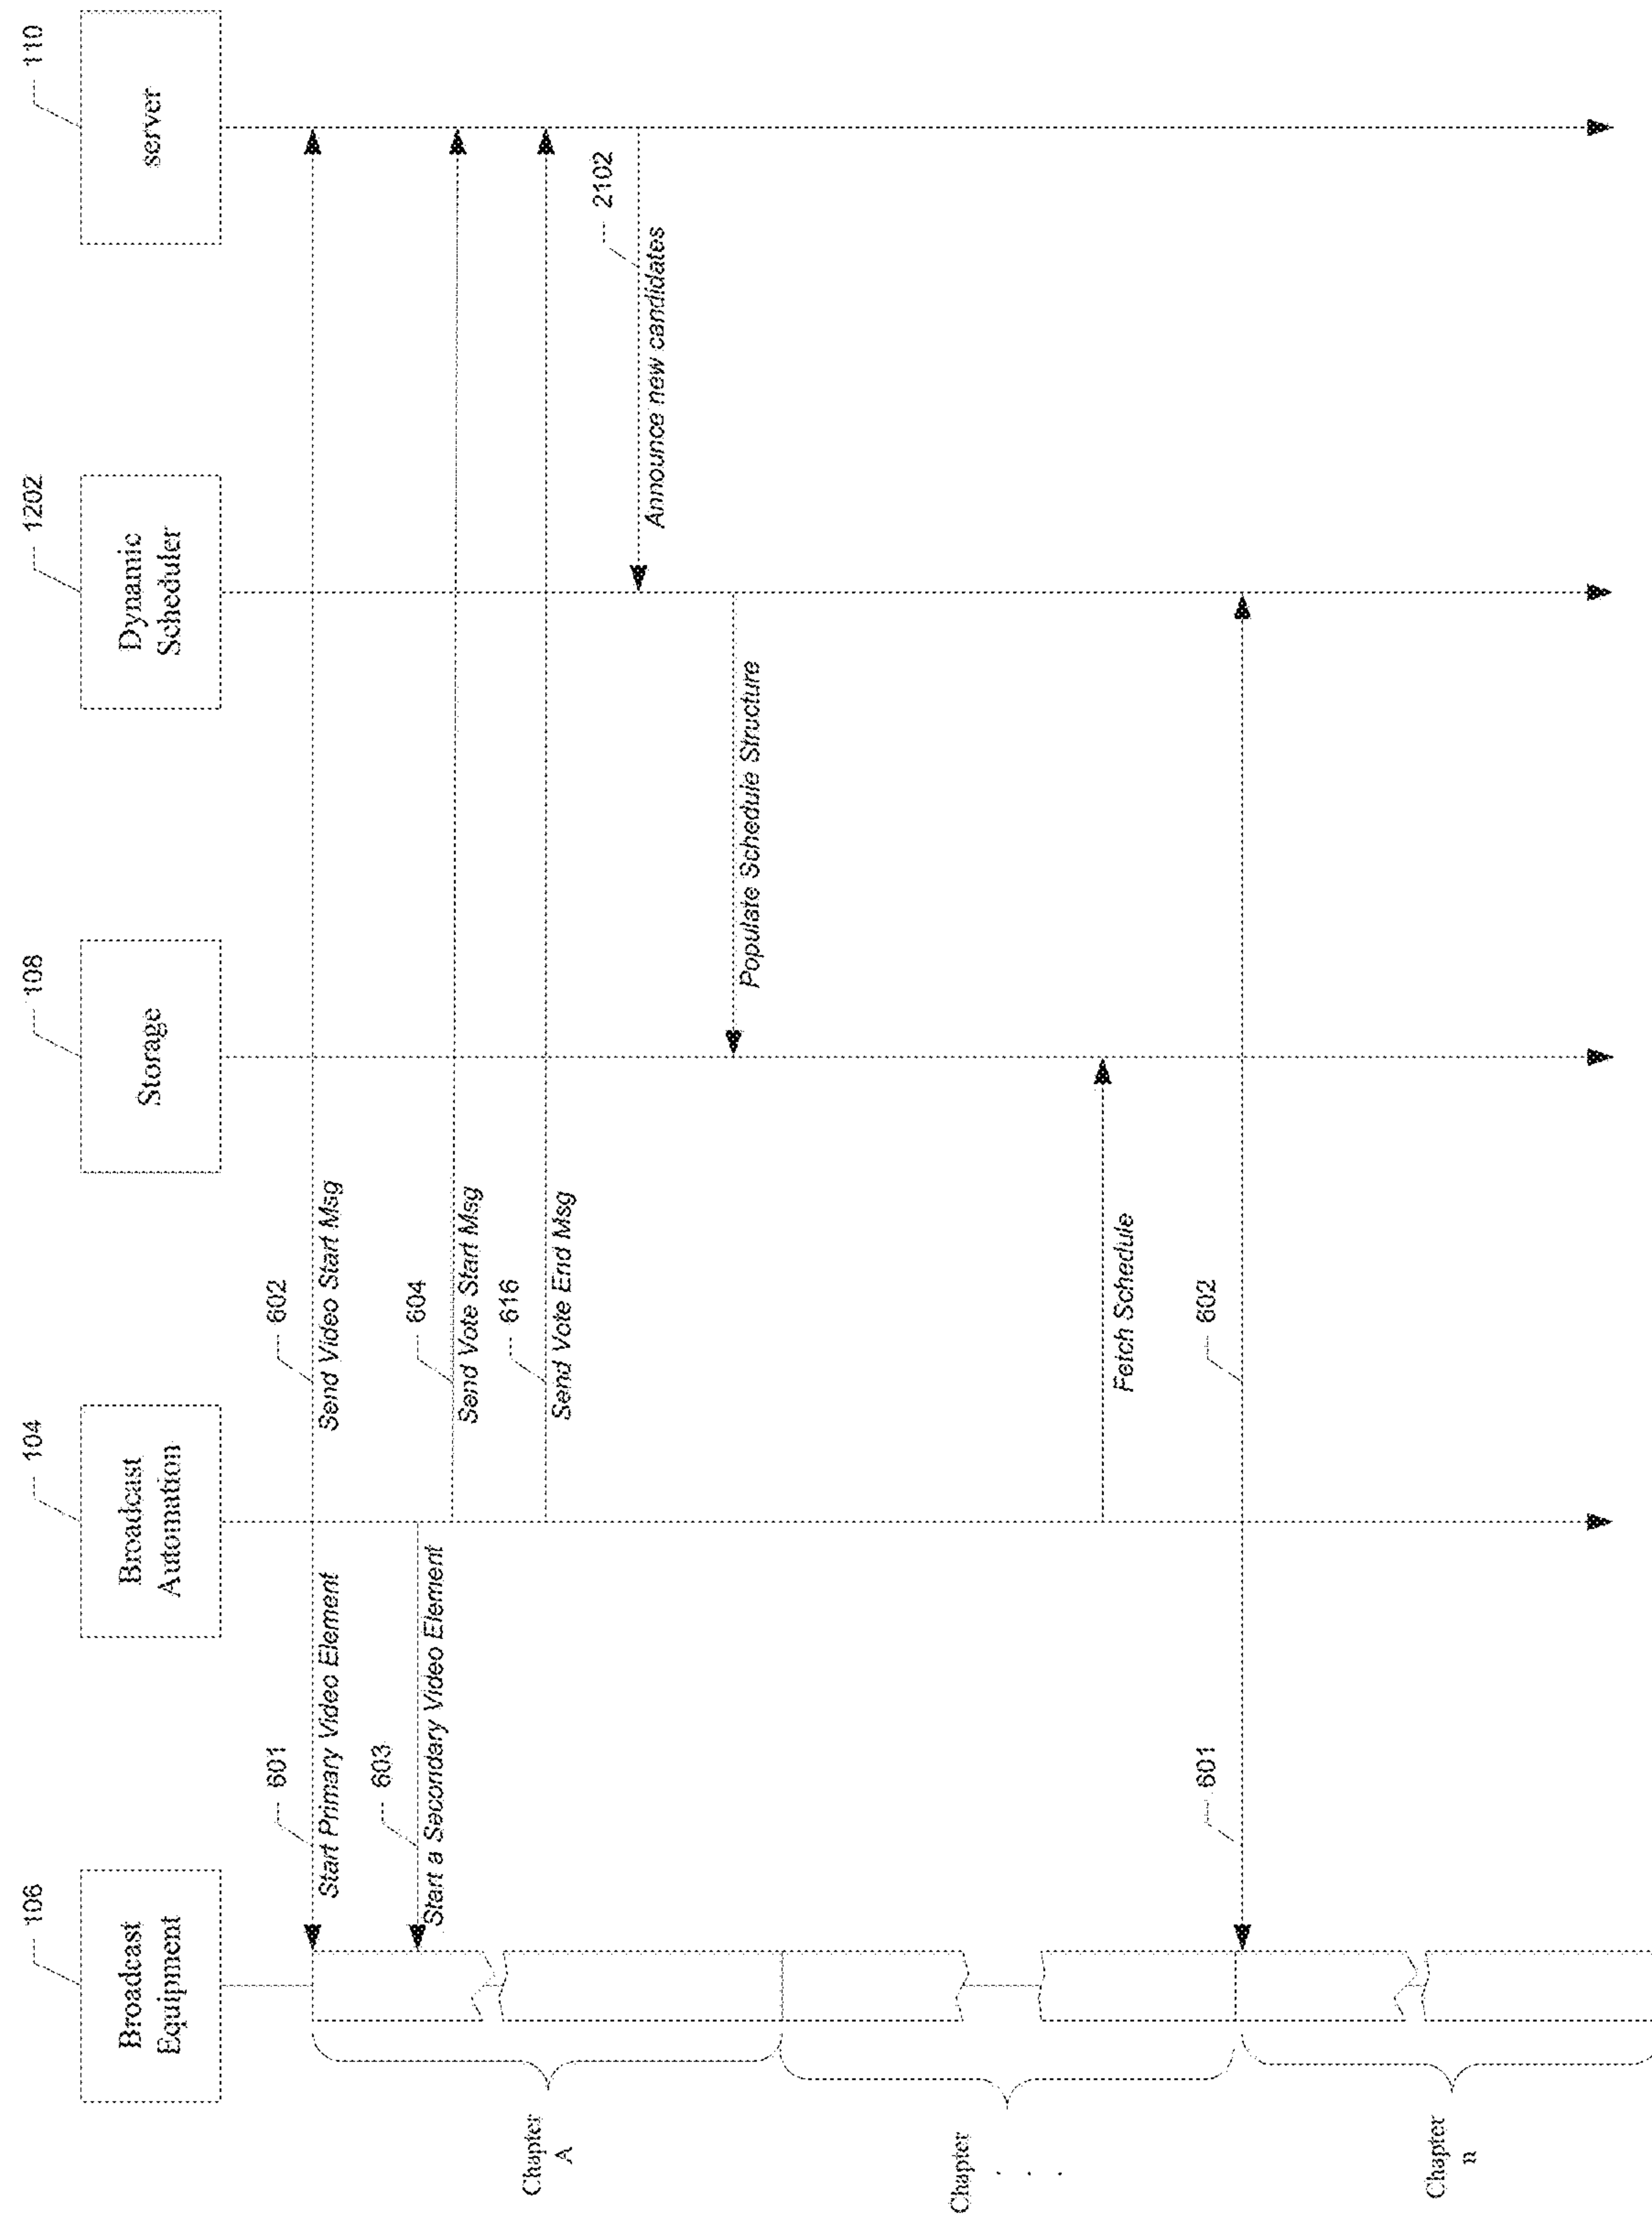 106
Broadcast
Equipment
104
Broadcast
Automation
108
Storage
1202
Dynamic
Scheduler
110
server
601
Start Primary Video Element
602
Send Video Start Msg
603
Start a Secondary Video Element
604
Send Vote Start Msg
616
Send Vote End Msg
2102
Announce new candidates
Populate Schedule Structure
Fetch Schedule
601
602
Chapter
A
Chapter
. . .
Chapter
n